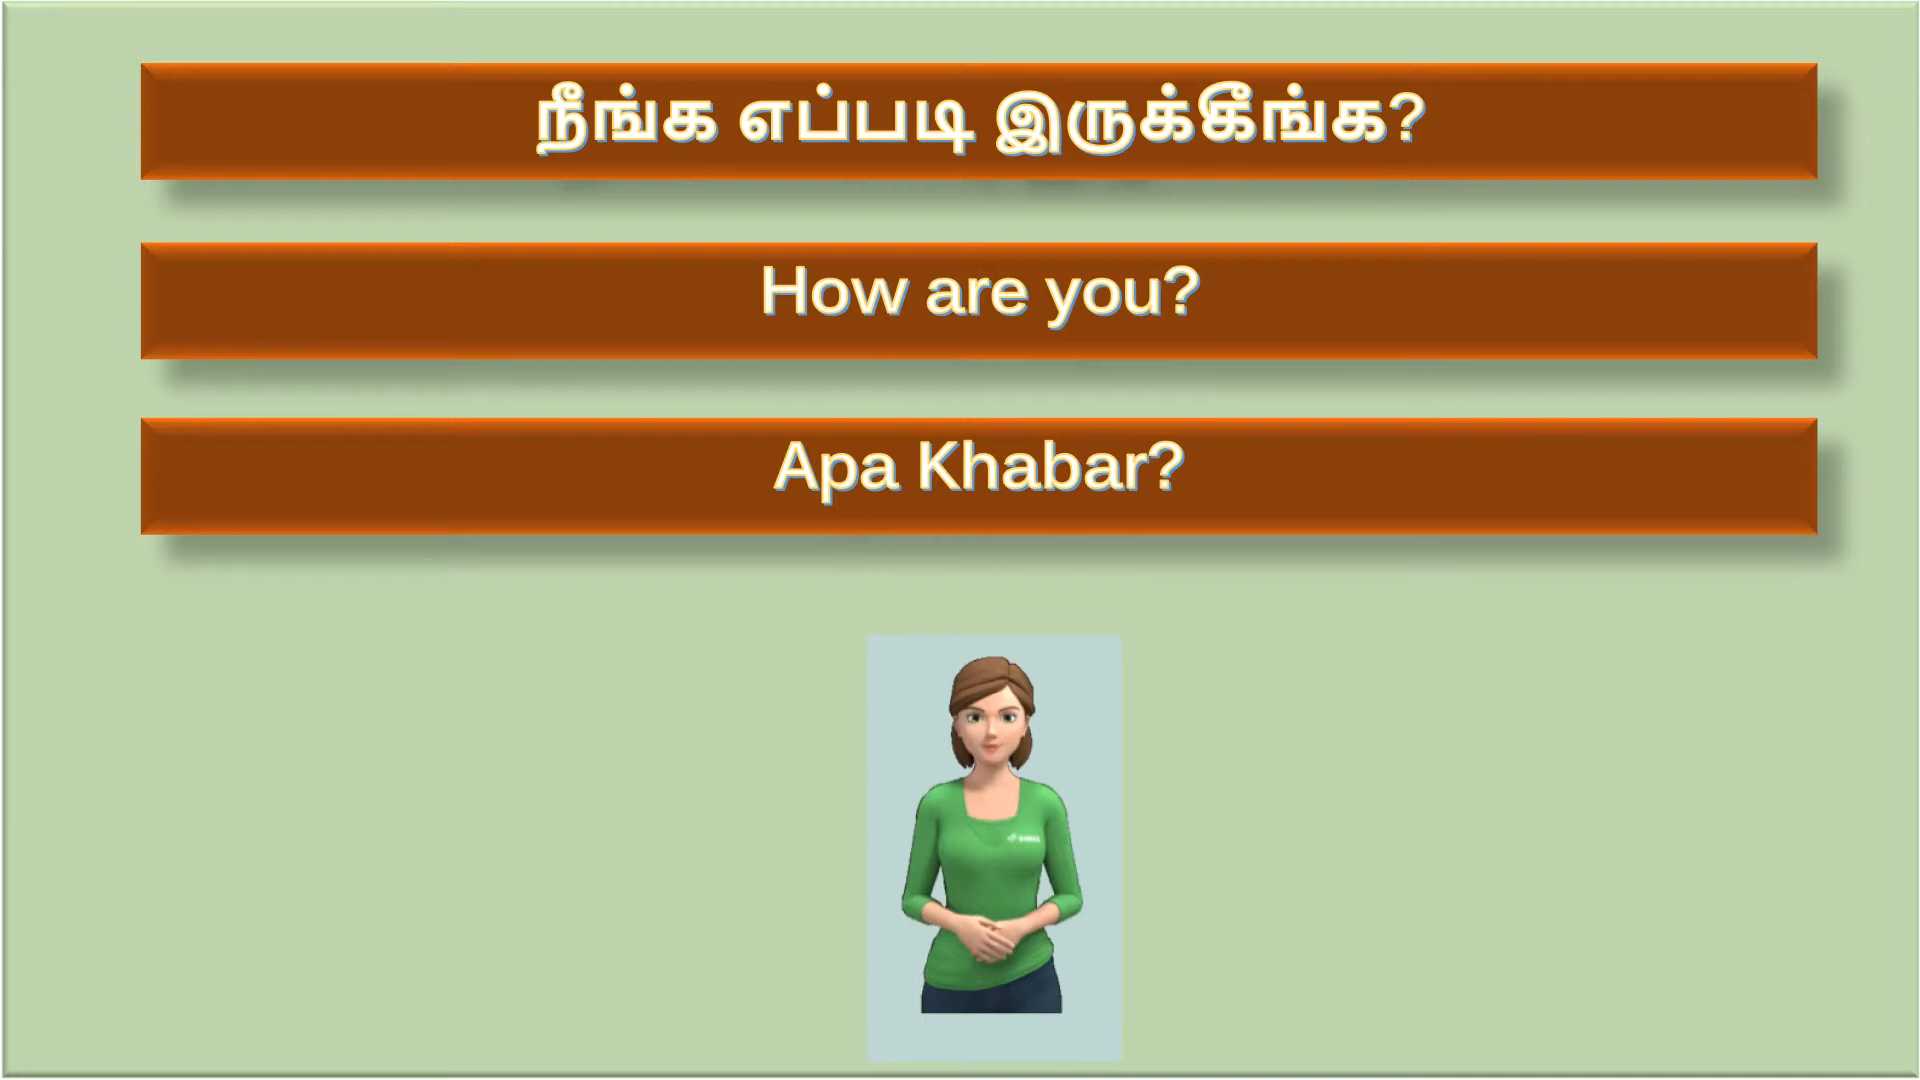 நீங்க எப்படி இருக்கீங்க?
How are you?
Apa Khabar?